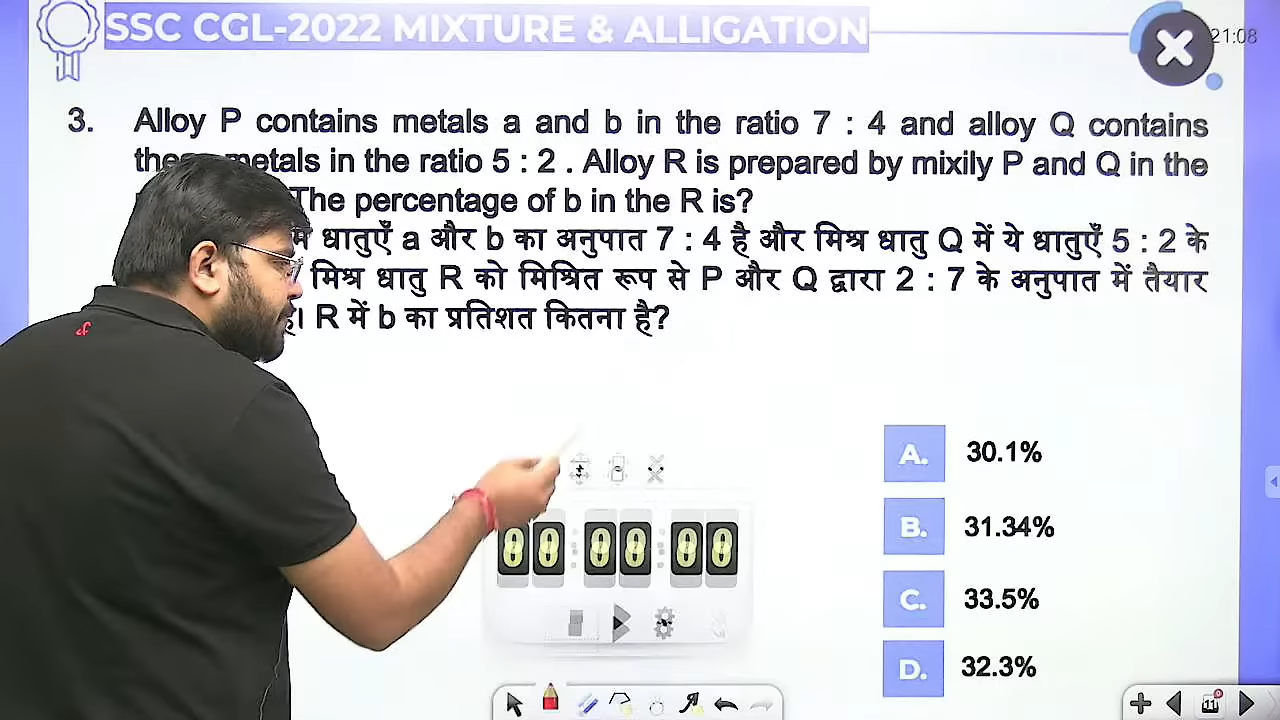 SSC CGL-2022 MIXTURE & ALLIGATION
21:08
3. Alloy P contains metals a and b in the ratio 7 : 4 and alloy Q contains
metals in the ratio 5 : 2 . Alloy R is prepared by mixily P and Q in the
The percentage of b in the R is?
में धातुएँ a और b का अनुपात 7 : 4 है और मिश्र धातु Q में ये धातुएँ 5 : 2 के
मिश्र धातु R को मिश्रित रूप से P और Q द्वारा 2 : 7 के अनुपात में तैयार
है। R में b का प्रतिशत कितना है?
A. 30.1%
B. 31.34%
C. 33.5%
D. 32.3%
00:00:00
11